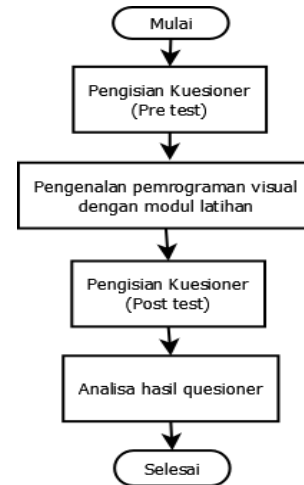 Mulai
Pengisian Kuesioner
(Pre test)
Pengenalan pemrograman visual
dengan modul latihan
Pengisian Kuesioner
(Post test)
Analisa hasil quesioner
Selesai